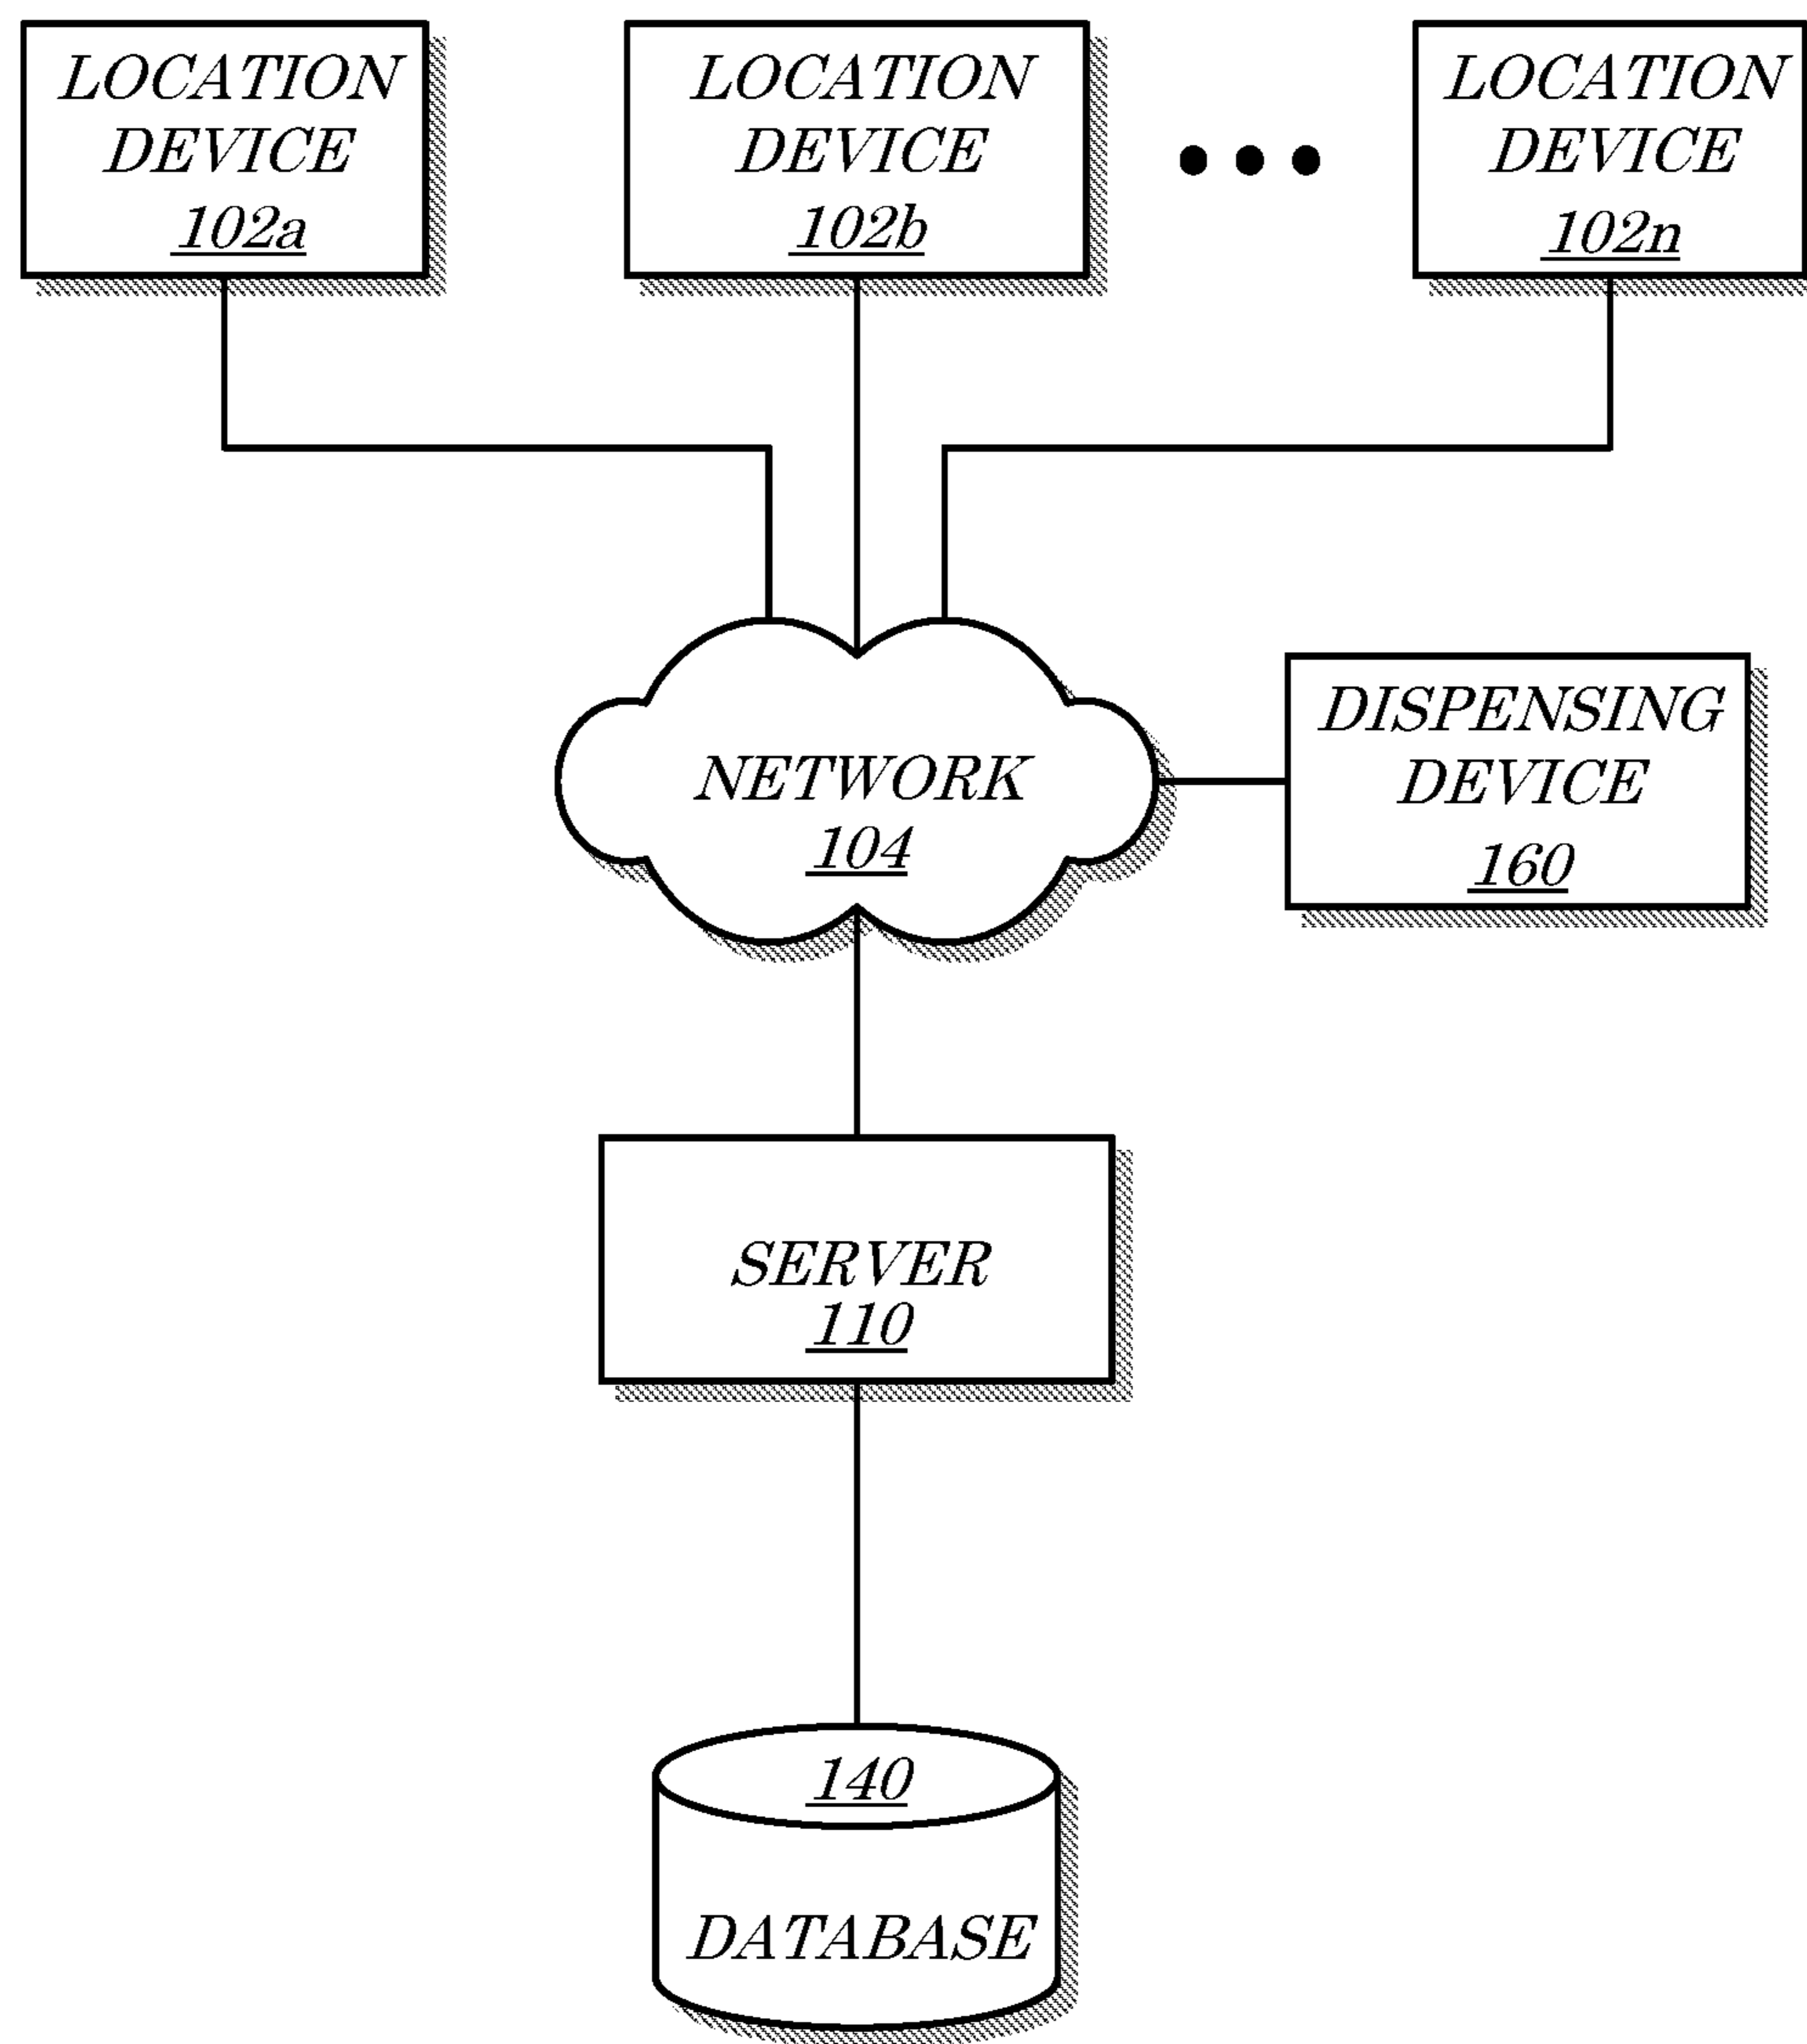 LOCATION
DEVICE
102a
LOCATION
DEVICE
102b
LOCATION
DEVICE
102n
NETWORK
104
DISPENSING
DEVICE
160
SERVER
110
140
DATABASE